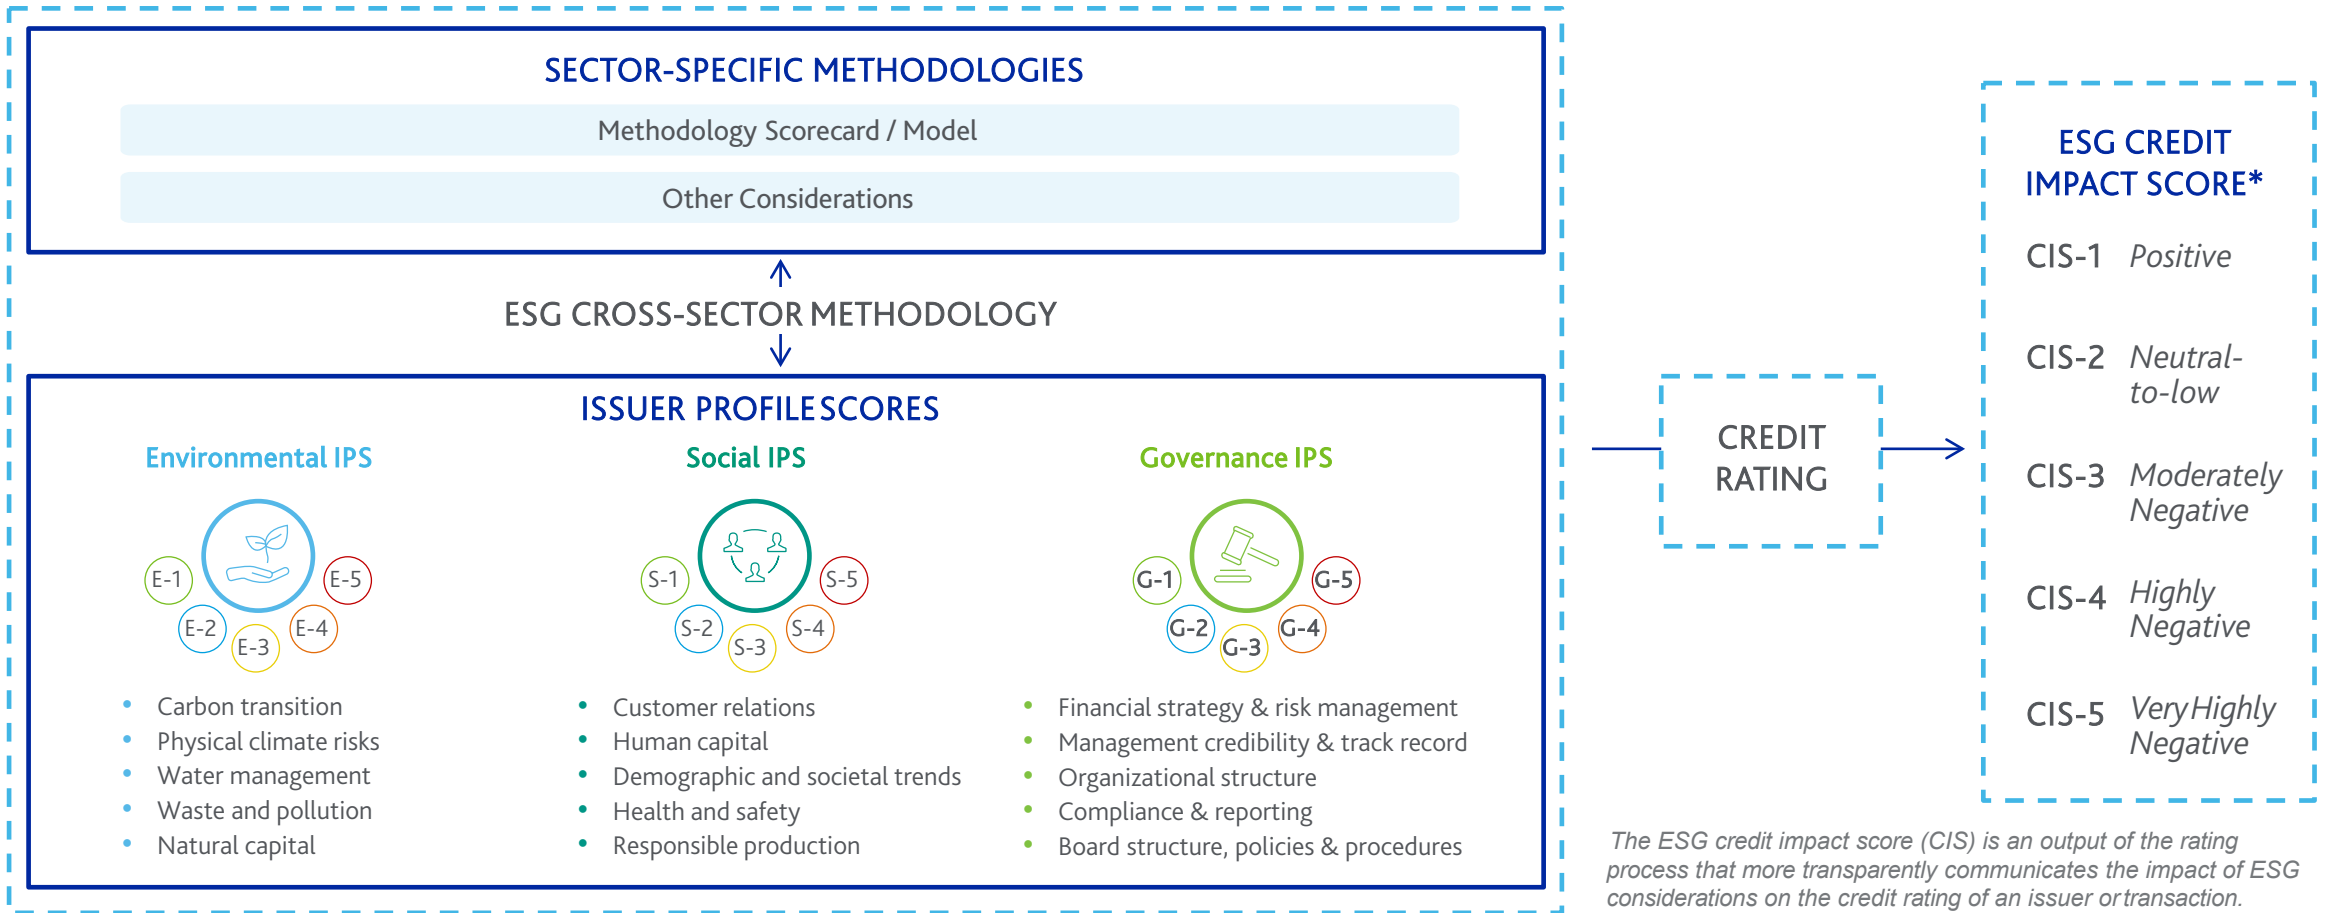 SECTOR-SPECIFIC METHODOLOGIES
Methodology Scorecard / Model
Other Considerations
ESG CROSS-SECTOR METHODOLOGY
ISSUER PROFILE SCORES
Environmental IPS
E-1
E-2
E-3
E-4
E-5
• Carbon transition
• Physical climate risks
• Water management
• Waste and pollution
• Natural capital
Social IPS
S-1
S-2
S-3
S-4
S-5
• Customer relations
• Human capital
• Demographic and societal trends
• Health and safety
• Responsible production
Governance IPS
G-1
G-2
G-3
G-4
G-5
• Financial strategy & risk management
• Management credibility & track record
• Organizational structure
• Compliance & reporting
• Board structure, policies & procedures
CREDIT
RATING
ESG CREDIT
IMPACT SCORE*
CIS-1 Positive
CIS-2 Neutral-
to-low
CIS-3 Moderately
Negative
CIS-4 Highly
Negative
CIS-5 Very Highly
Negative
The ESG credit impact score (CIS) is an output of the rating
process that more transparently communicates the impact of ESG
considerations on the credit rating of an issuer or transaction.